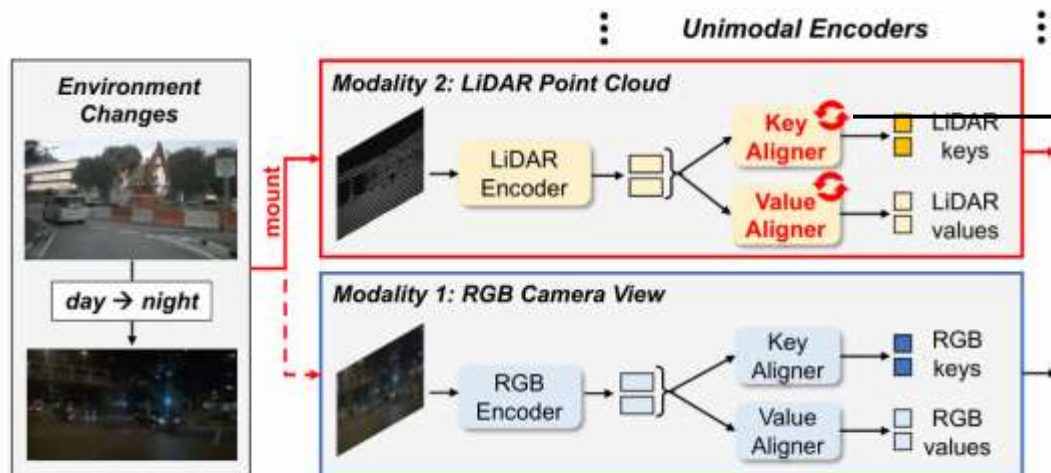 Unimodal Encoders
Environment
Changes
day → night
mount
Modality 2: LiDAR Point Cloud
LiDAR
Encoder
Key
Aligner
LiDAR
keys
Value
Aligner
LiDAR
values
Modality 1: RGB Camera View
RGB
Encoder
Key
Aligner
RGB
keys
Value
Aligner
RGB
values